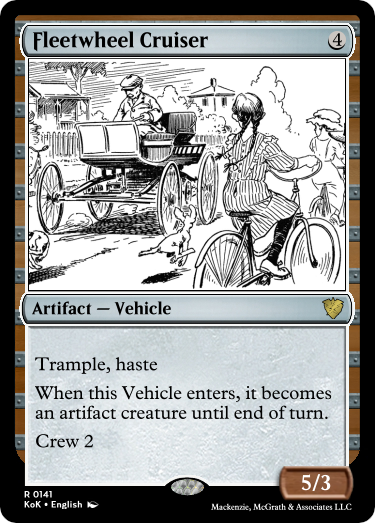 Fleetwheel Cruiser 4
Artifact — Vehicle
Trample, haste
When this Vehicle enters, it becomes
an artifact creature until end of turn.
Crew 2
5/3
R 0141
KoK • English
Mackenzie, McGrath & Associates LLC